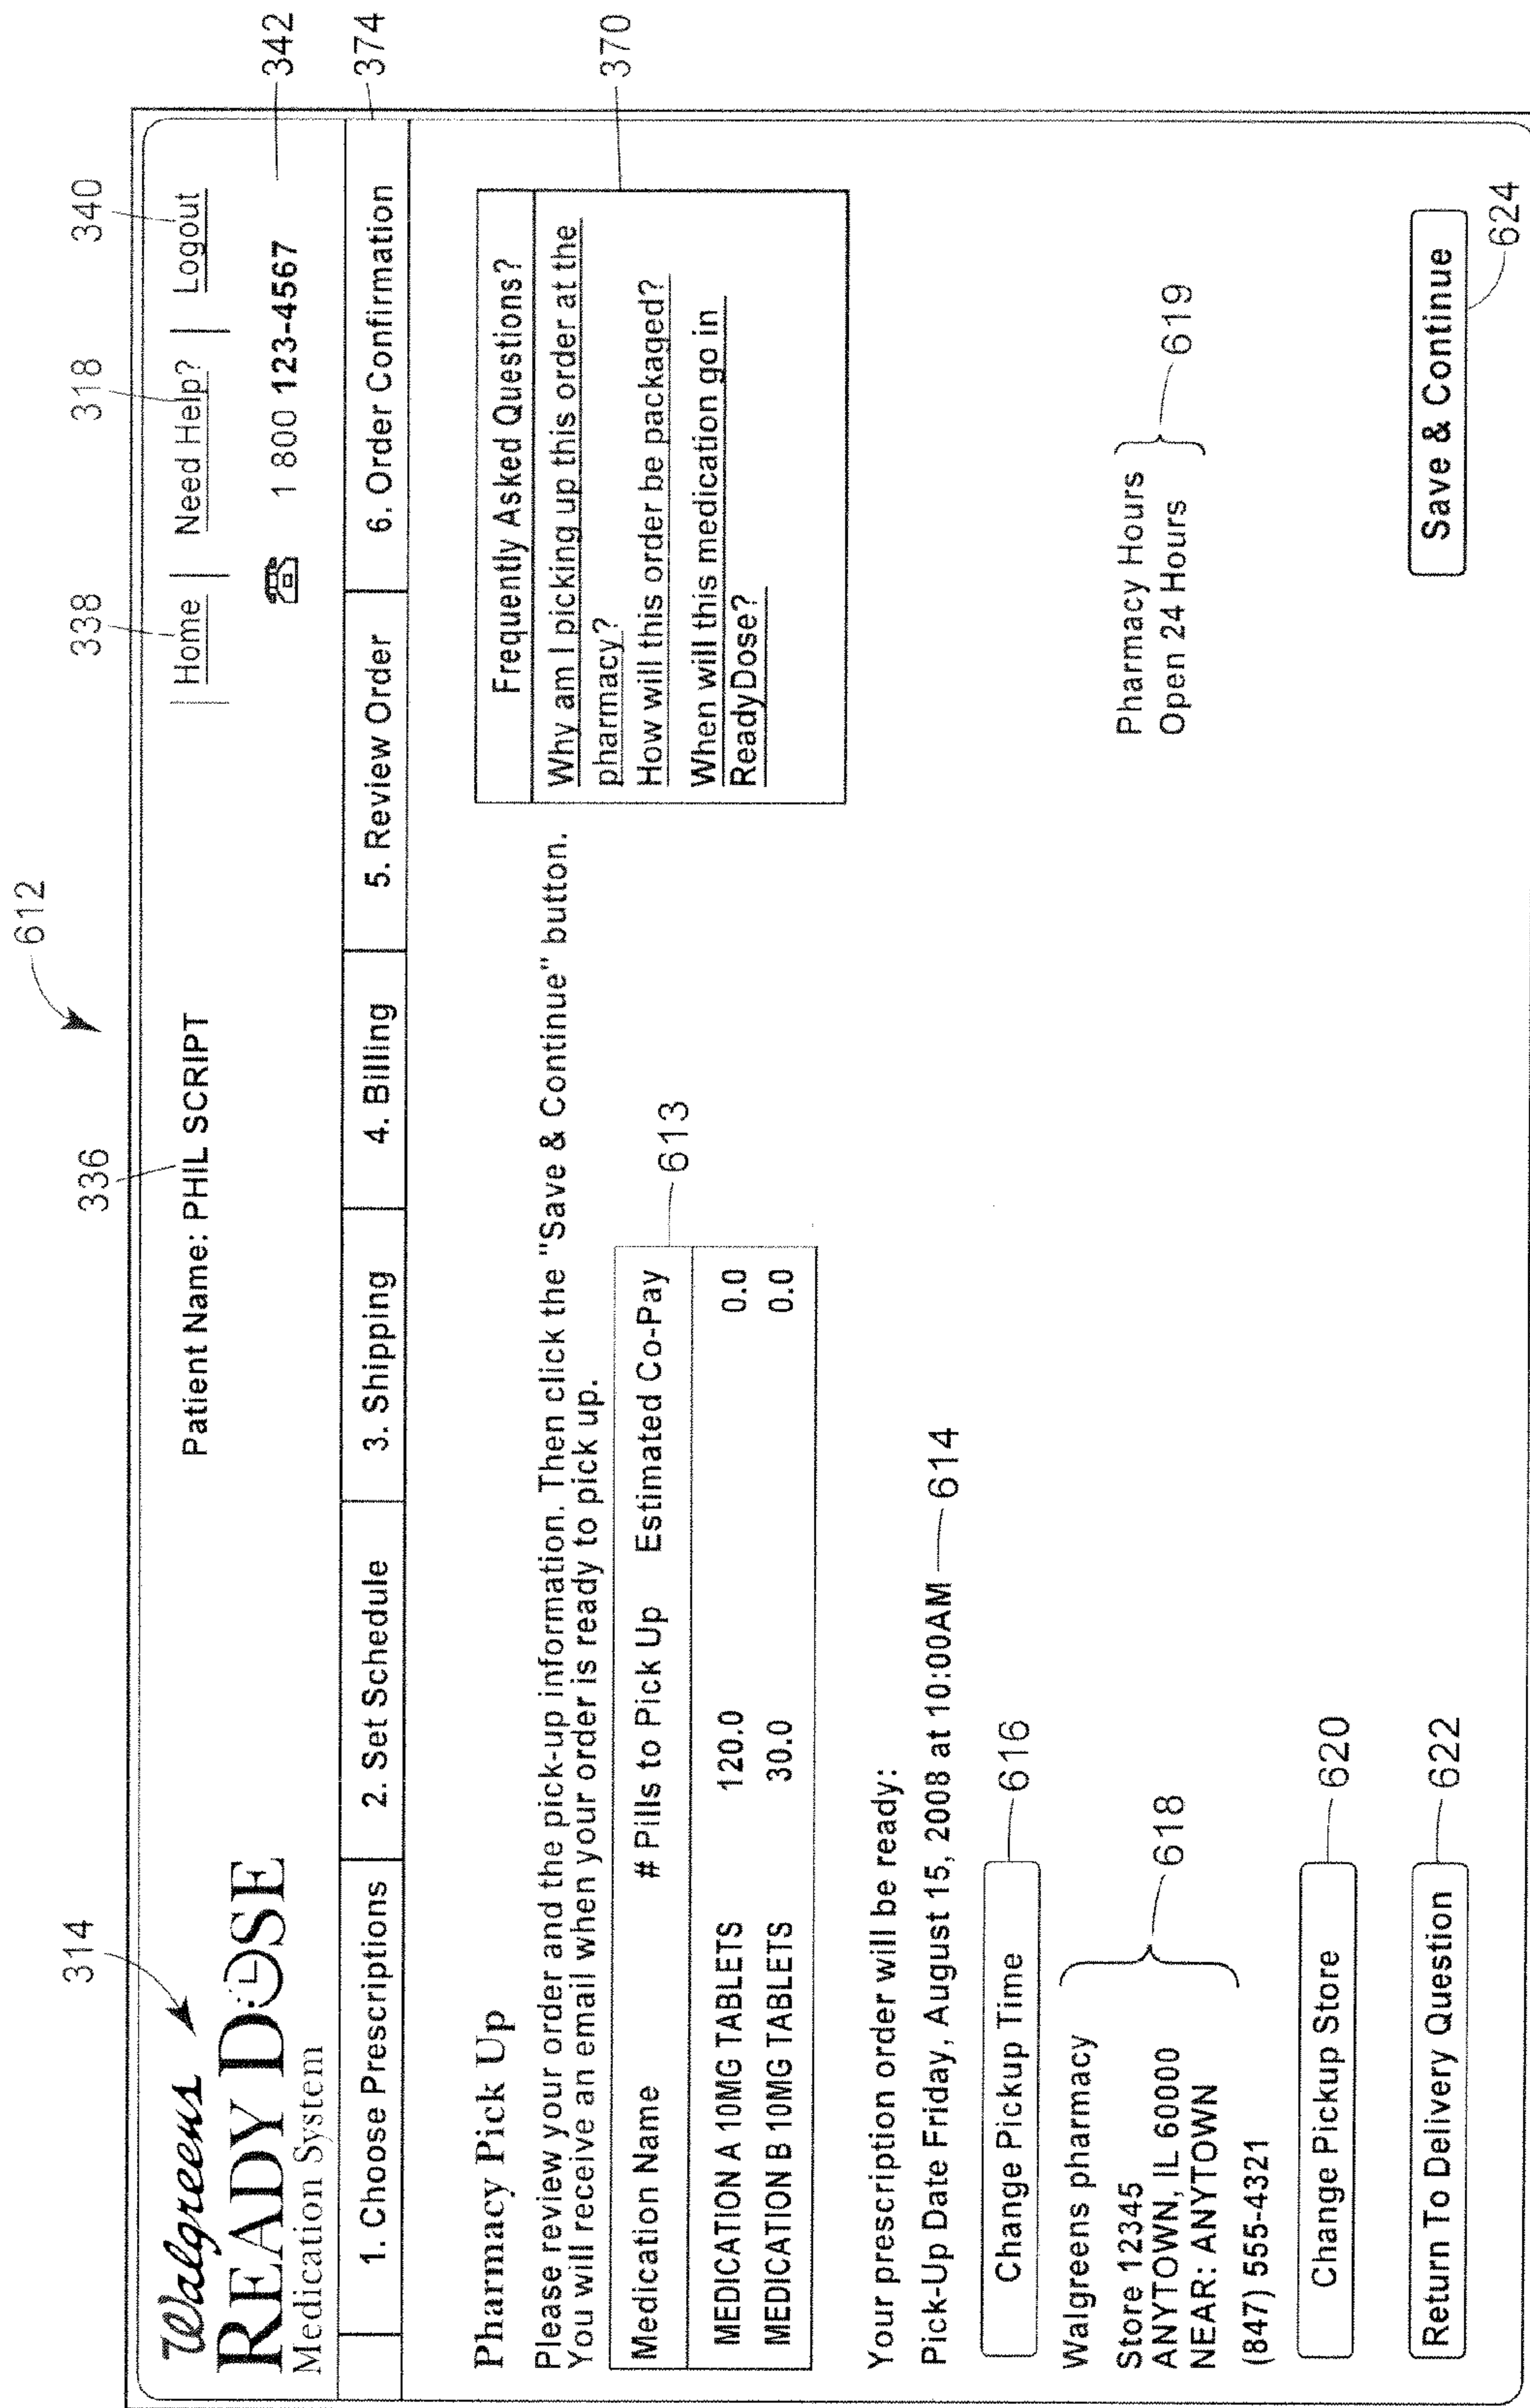 612
314
336
338
318
340
Walgreens
READY DOSE
Medication System
Patient Name: PHIL SCRIPT
Home
Need Help?
Logout
1 800 123-4567
342
1. Choose Prescriptions
2. Set Schedule
3. Shipping
4. Billing
5. Review Order
6. Order Confirmation
374
Pharmacy Pick Up
Please review your order and the pick-up information. Then click the "Save & Continue" button.
You will receive an email when your order is ready to pick up.
Frequently Asked Questions?
Why am I picking up this order at the
pharmacy?
How will this order be packaged?
When will this medication go in
ReadyDose?
370
Medication Name # Pills to Pick Up Estimated Co-Pay
613
MEDICATION A 10MG TABLETS 120.0 0.0
MEDICATION B 10MG TABLETS 30.0 0.0
Your prescription order will be ready:
Pick-Up Date Friday, August 15, 2008 at 10:00AM
614
Change Pickup Time
616
Walgreens pharmacy
Store 12345
ANYTOWN, IL 60000
NEAR: ANYTOWN
(847) 555-4321
618
Pharmacy Hours
Open 24 Hours
619
Change Pickup Store
620
Return To Delivery Question
622
Save & Continue
624